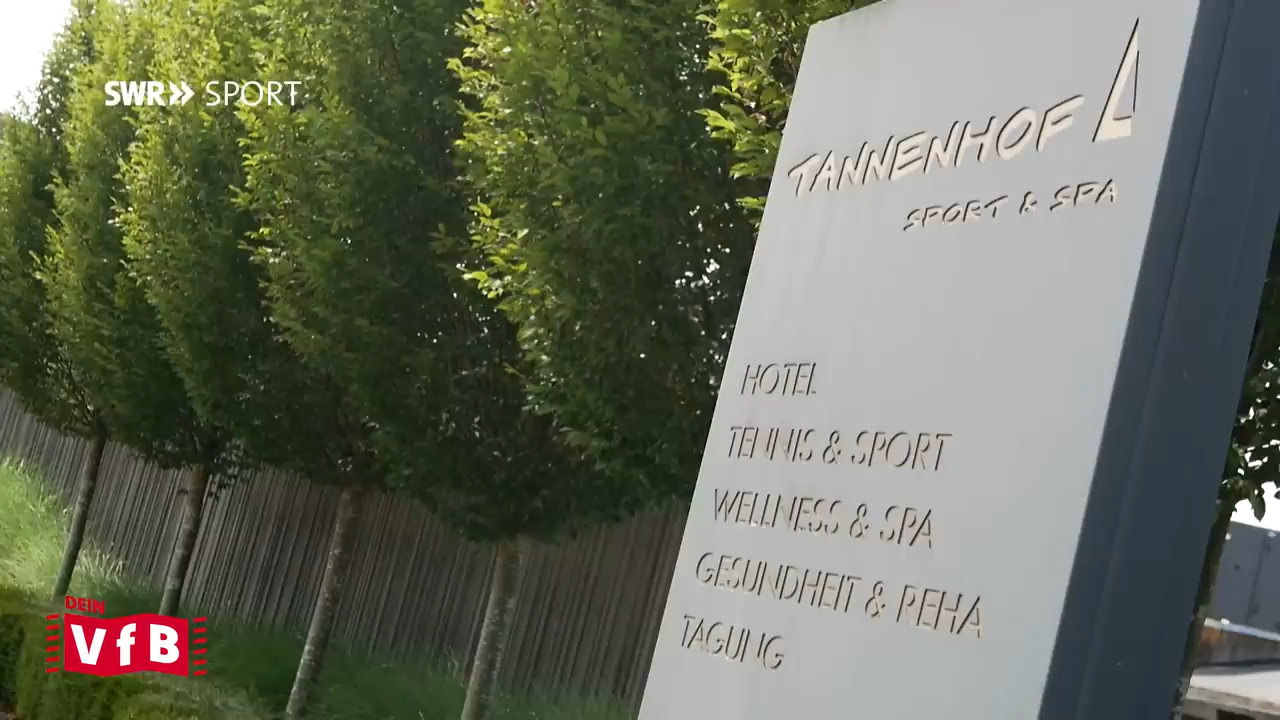 SWR» SPORT
TANNENHOF
SPORT & SPA
HOTEL
TENNIS & SPORT
WELLNESS & SPA
GESUNDHEIT & REHA
TAGUNG
DEIN
VfB